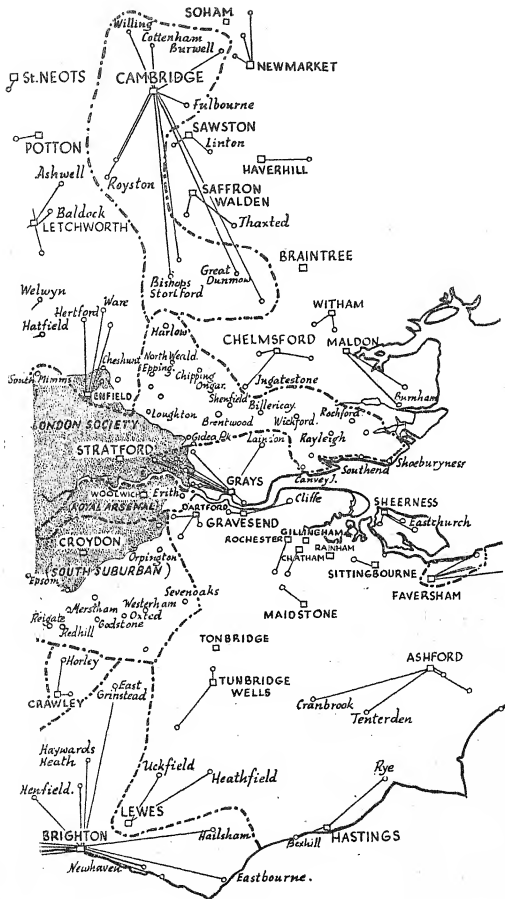 SOHAM
Willing
Cottenham
Burwell
NEWMARKET
St. NEOTS
CAMBRIDGE
Fulbourne
SAWSTON
Linton
POTTON
HAVERHILL
Ashwell
Royston
SAFFRON
WALDEN
Baldock
LETCHWORTH
Thaxted
BRAINTREE
Bishops
Stortford
Great
Dunmow
Welwyn
Hertford
Ware
Hatfield
WITHAM
Harlow
CHELMSFORD
MALDON
Cheshunt
North Weald
Epping
Chipping
Ongar
Ingatestone
South Mimms
ENFIELD
Shenfield
Billericay
Burnham
Loughton
Brentwood
Wickford
Rochford
LONDON SOCIETY
Gidea Pk.
Laindon
Rayleigh
STRATFORD
Canvey I.
Southend
Shoeburyness
GRAYS
WOOLWICH
Erith
Cliffe
(ROYAL ARSENAL)
DARTFORD
GRAVESEND
SHEERNESS
Eastchurch
CROYDON
ROCHESTER
GILLINGHAM
CHATHAM
RAINHAM
Orpington
SITTINGBOURNE
(SOUTH SUBURBAN)
FAVERSHAM
Epsom
Sevenoaks
Merstham
Westerham
Reigate
Redhill
Godstone
Oxted
MAIDSTONE
TONBRIDGE
Horley
ASHFORD
CRAWLEY
East
Grinstead
TUNBRIDGE
WELLS
Cranbrook
Tenterden
Haywards
Heath
Uckfield
Heathfield
Rye
Henfield.
LEWES
BRIGHTON
Hailsham
Bexhill
HASTINGS
Newhaven
Eastbourne.